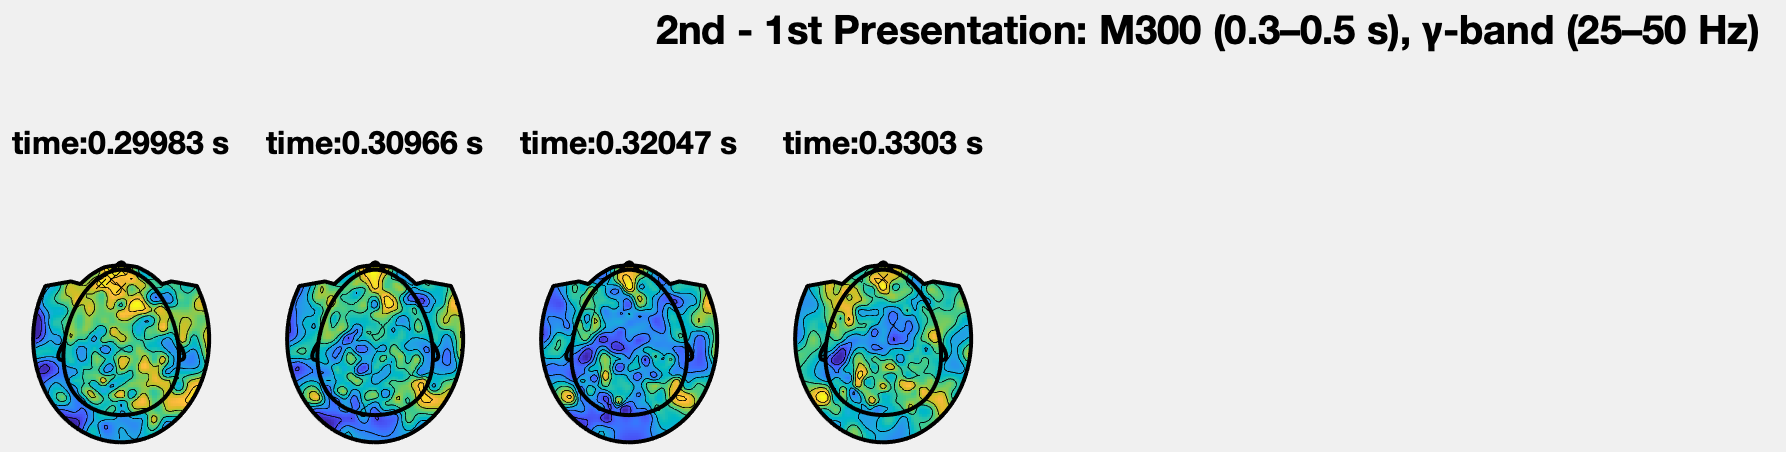 2nd - 1st Presentation: M300 (0.3–0.5 s), γ-band (25–50 Hz)
time:0.29983 s
time:0.30966 s
time:0.32047 s
time:0.3303 s